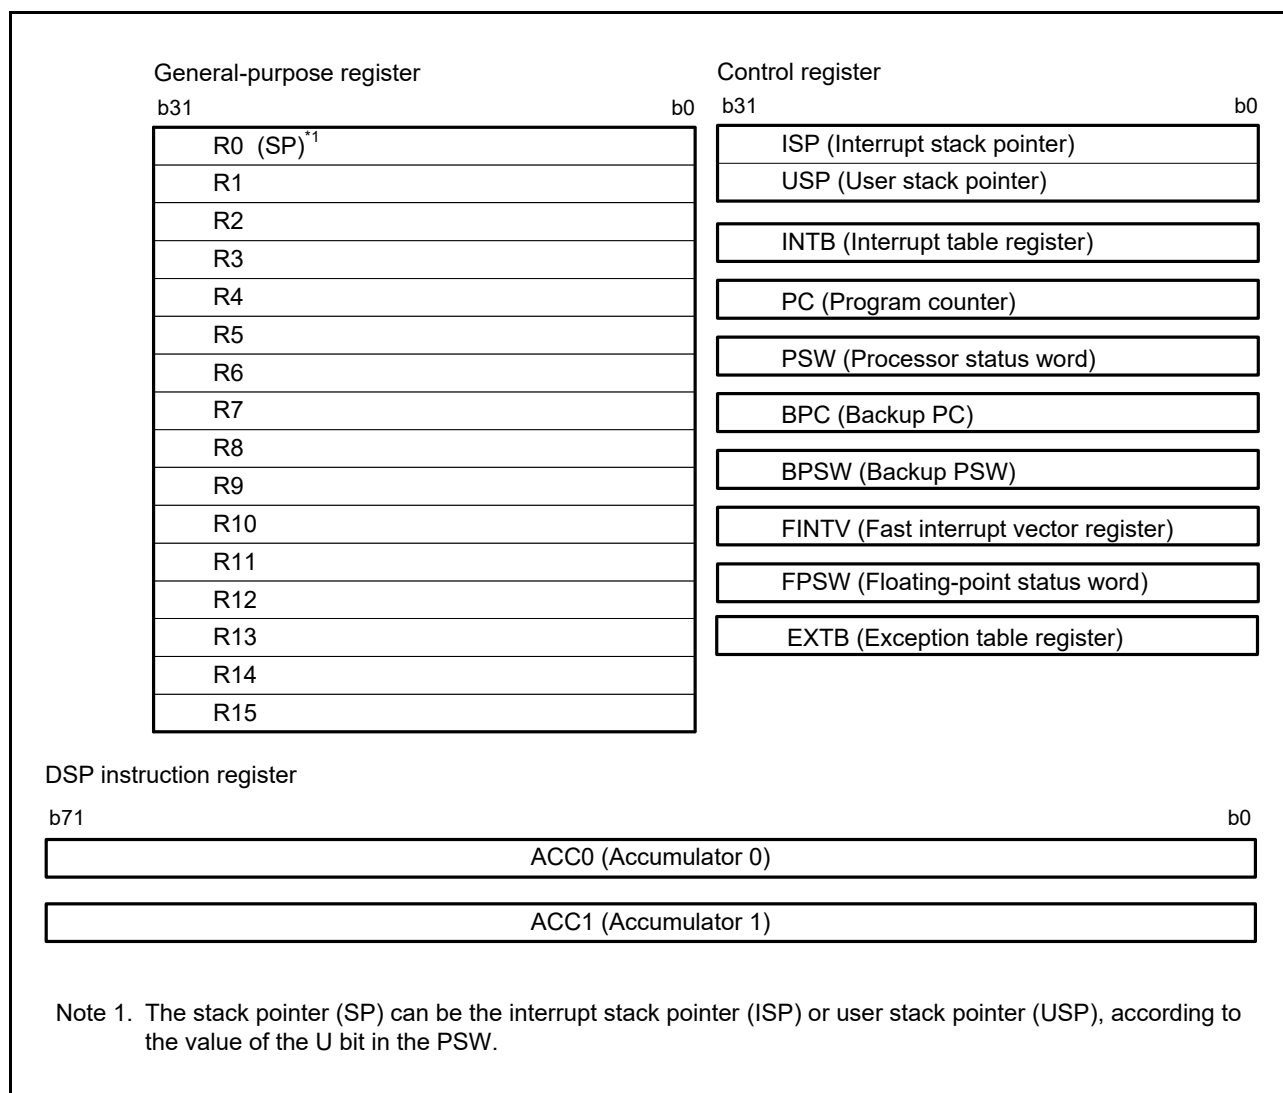 General-purpose register
b31 b0
R0 (SP)*1
R1
R2
R3
R4
R5
R6
R7
R8
R9
R10
R11
R12
R13
R14
R15
Control register
b31 b0
ISP (Interrupt stack pointer)
USP (User stack pointer)
INTB (Interrupt table register)
PC (Program counter)
PSW (Processor status word)
BPC (Backup PC)
BPSW (Backup PSW)
FINTV (Fast interrupt vector register)
FPSW (Floating-point status word)
EXTB (Exception table register)
DSP instruction register
b71 b0
ACC0 (Accumulator 0)
ACC1 (Accumulator 1)
Note 1. The stack pointer (SP) can be the interrupt stack pointer (ISP) or user stack pointer (USP), according to
the value of the U bit in the PSW.